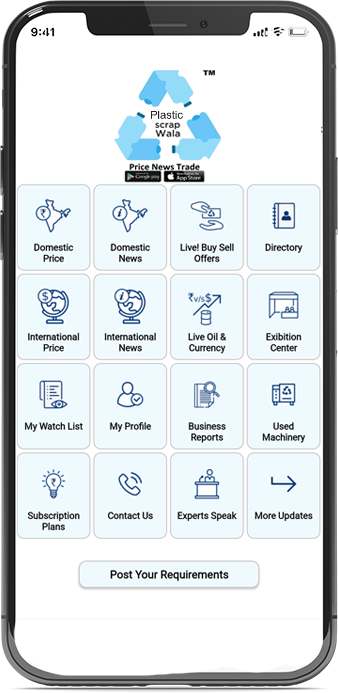 9:41
TM
Plastic
scrap
Wala
Price News Trade
Google play
App Store
Domestic
Price
Domestic
News
Live! Buy Sell
Offers
Directory
International
Price
International
News
₹v/s$
Live Oil &
Currency
Exibition
Center
My Watch List
My Profile
Business
Reports
Used
Machinery
Subscription
Plans
Contact Us
Experts Speak
More Updates
Post Your Requirements